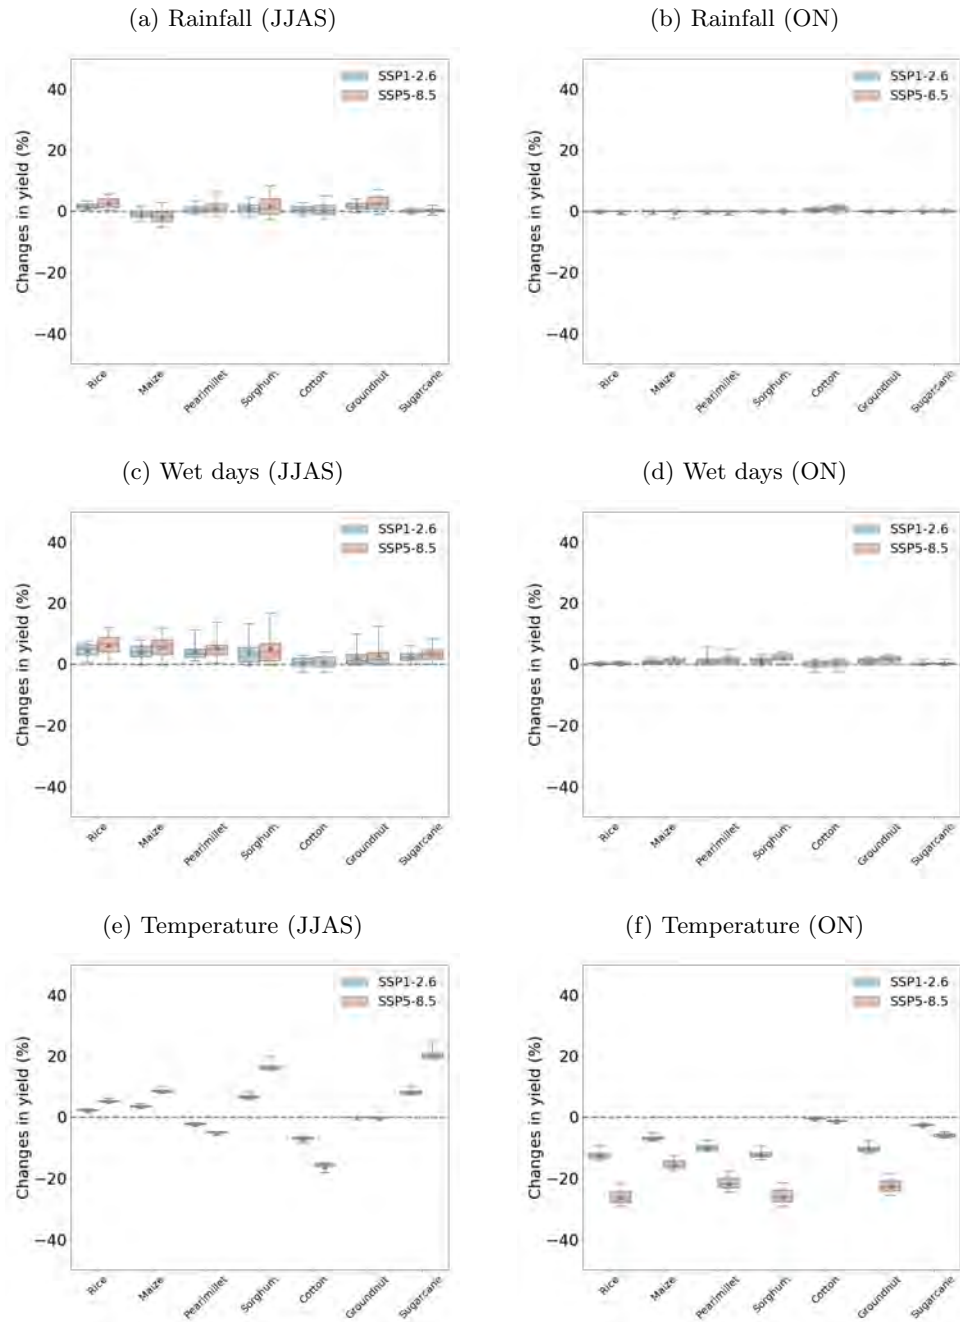 (a) Rainfall (JJAS)
Changes in yield (%)
40
20
0
−20
−40
SSP1-2.6
SSP5-8.5
Rice
Maize
Pearlmillet
Sorghum
Cotton
Groundnut
Sugarcane
(b) Rainfall (ON)
Changes in yield (%)
40
20
0
−20
−40
SSP1-2.6
SSP5-8.5
Rice
Maize
Pearlmillet
Sorghum
Cotton
Groundnut
Sugarcane
(c) Wet days (JJAS)
Changes in yield (%)
40
20
0
−20
−40
SSP1-2.6
SSP5-8.5
Rice
Maize
Pearlmillet
Sorghum
Cotton
Groundnut
Sugarcane
(d) Wet days (ON)
Changes in yield (%)
40
20
0
−20
−40
SSP1-2.6
SSP5-8.5
Rice
Maize
Pearlmillet
Sorghum
Cotton
Groundnut
Sugarcane
(e) Temperature (JJAS)
Changes in yield (%)
40
20
0
−20
−40
SSP1-2.6
SSP5-8.5
Rice
Maize
Pearlmillet
Sorghum
Cotton
Groundnut
Sugarcane
(f) Temperature (ON)
Changes in yield (%)
40
20
0
−20
−40
SSP1-2.6
SSP5-8.5
Rice
Maize
Pearlmillet
Sorghum
Cotton
Groundnut
Sugarcane